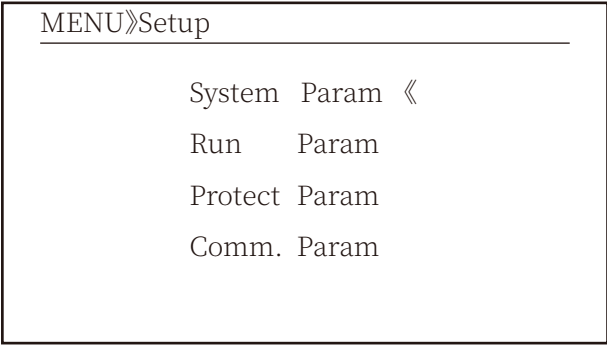 MENU》Setup
System Param 《
Run Param
Protect Param
Comm. Param